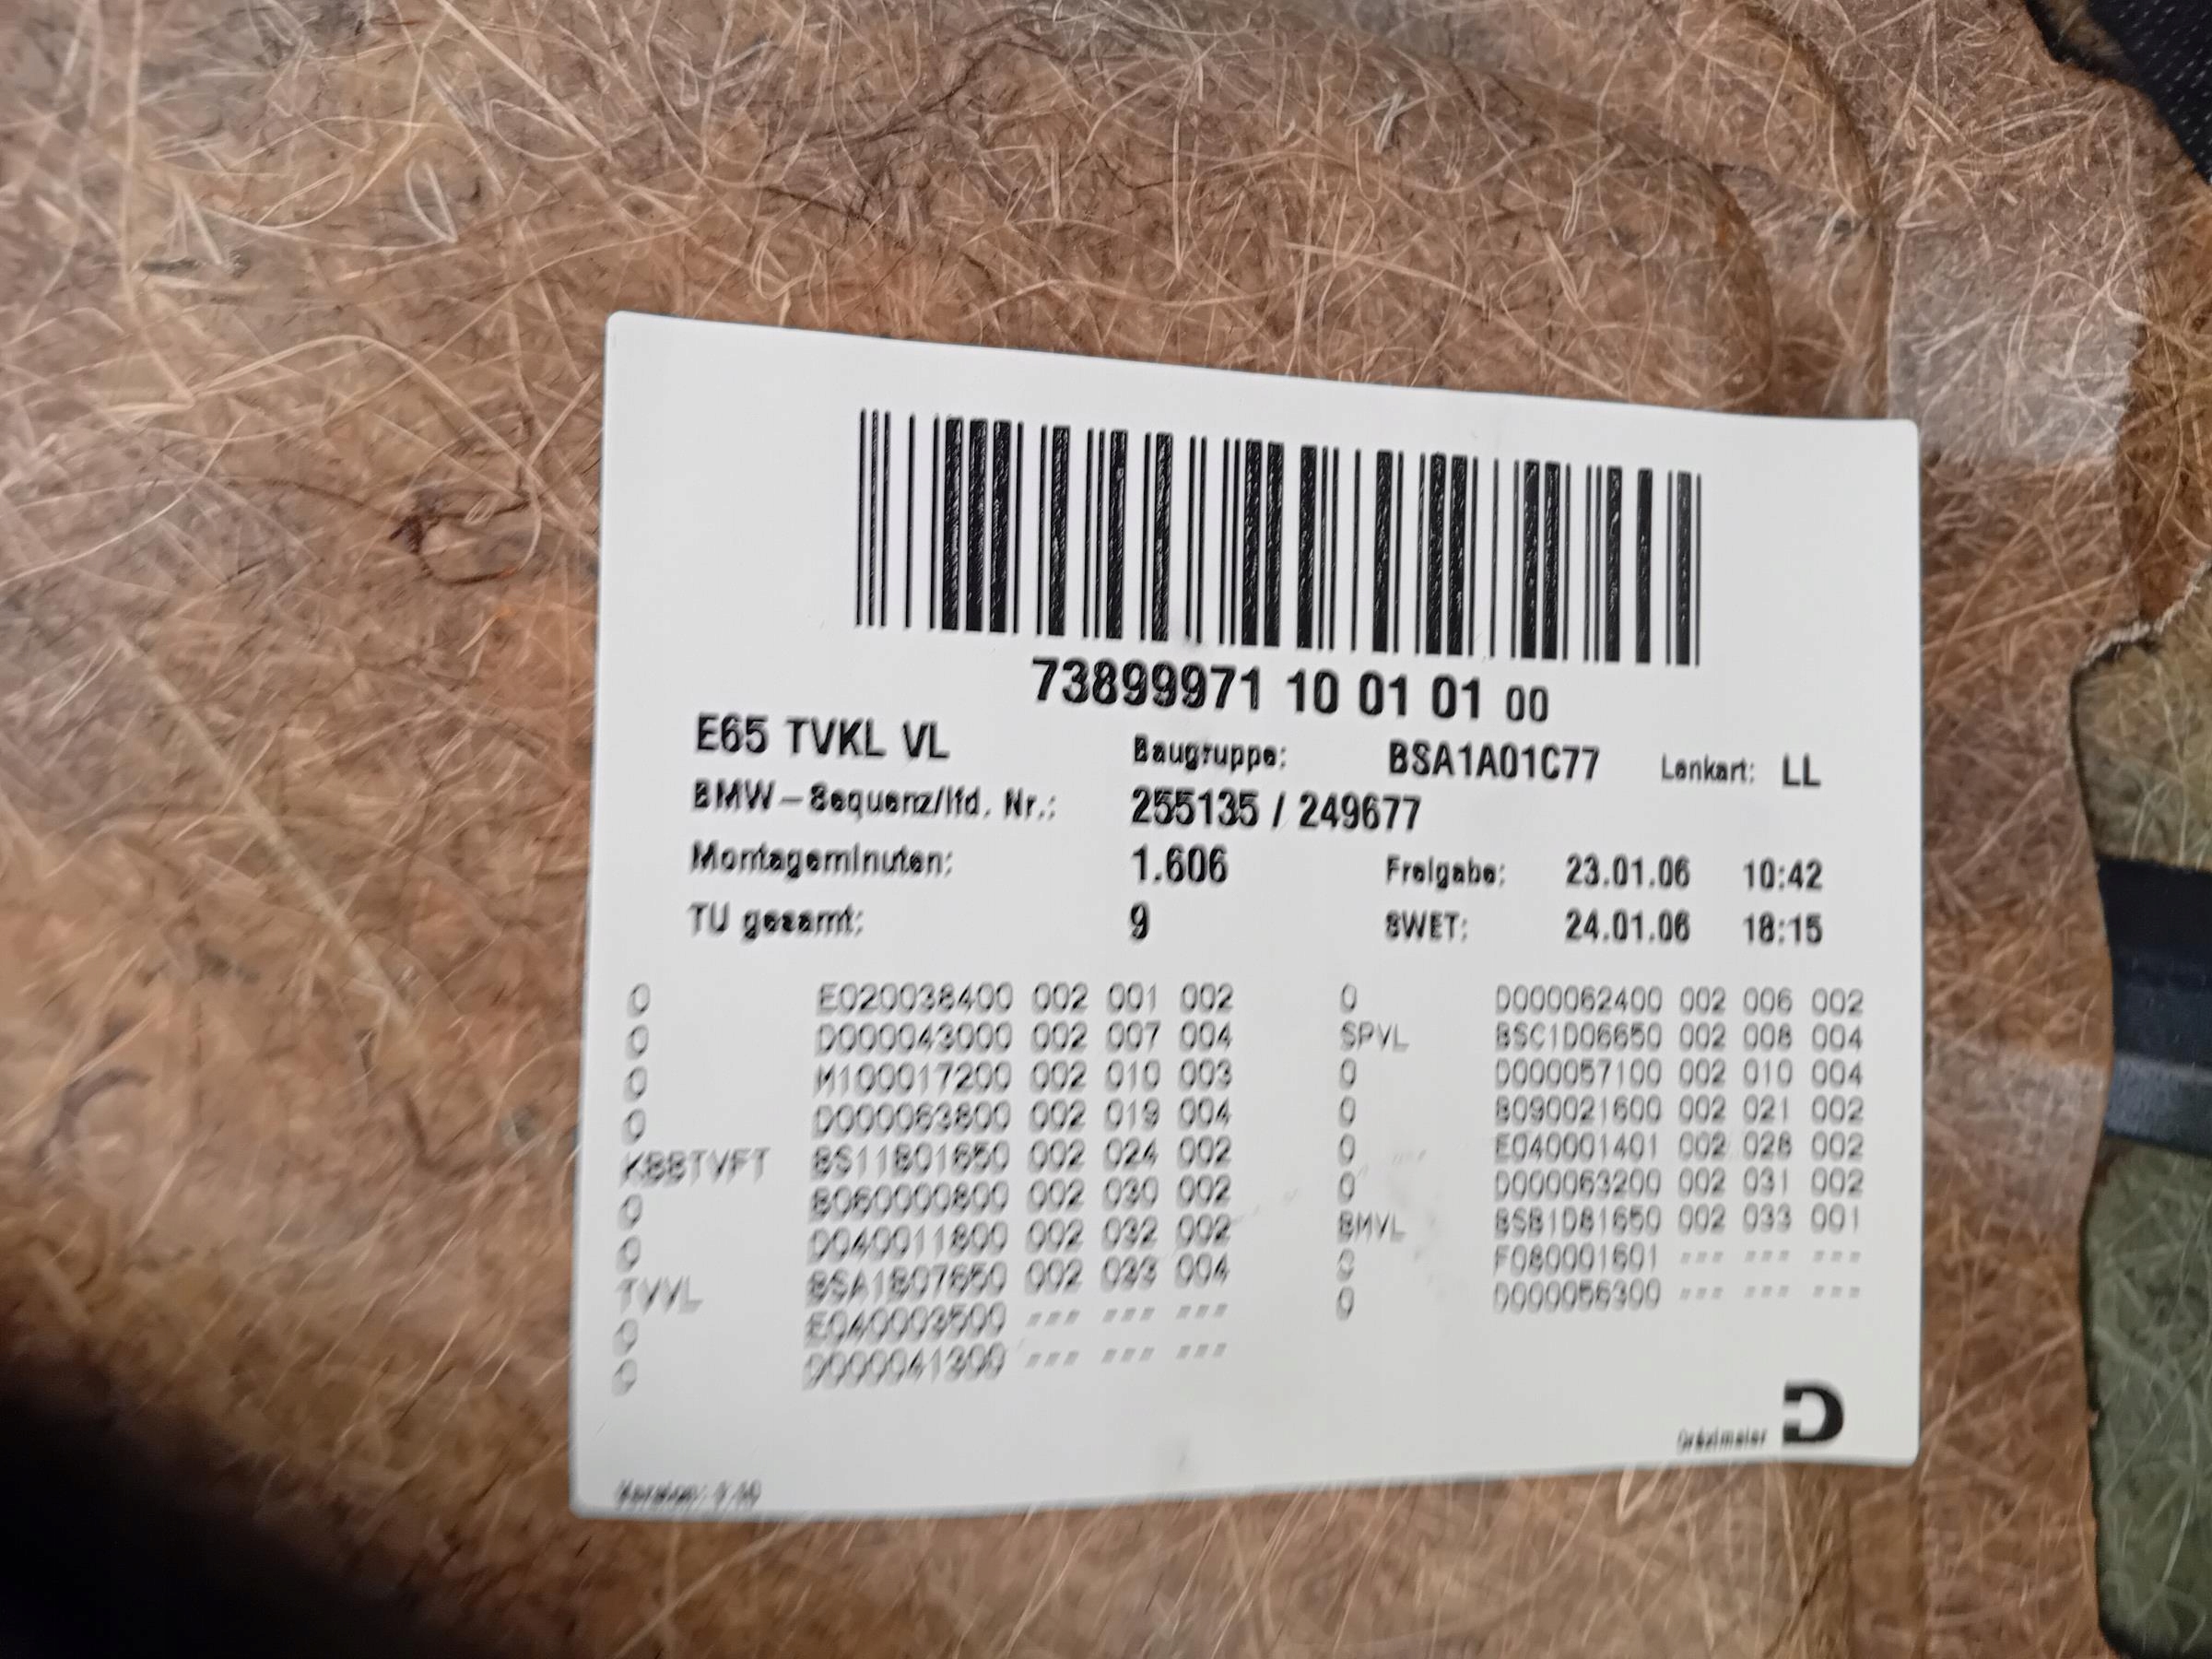 73899971 10 01 01 00
E65 TVKL VL Baugruppe: BSA1A01C77 Lenkart: LL
BMW-Sequenz/lfd. Nr.: 255135 / 249677
Montageminuten: 1.606 Freigabe: 23.01.06 10:42
TU gesamt: 9 SWET: 24.01.06 18:15
0 E020038400 002 001 002 0 D000062400 002 006 002
0 D000043000 002 007 004 SPVL BSC1D06650 002 008 004
0 M100017200 002 010 003 0 D000057100 002 010 004
0 D000063800 002 019 004 0 B090021600 002 021 002
KBBTVFT BS11B01650 002 024 002 0 E040001401 002 028 002
0 B060000800 002 030 002 0 D000063200 002 031 002
0 D040011800 002 032 002 BMVL BSB1D81650 002 033 001
TVVL BSA1B07650 002 033 004 0 F080001601 --- --- ---
0 E040003500 --- --- --- 0 D000056300 --- --- ---
0 D000041300 --- --- ---
Dräxlmaier
Version: